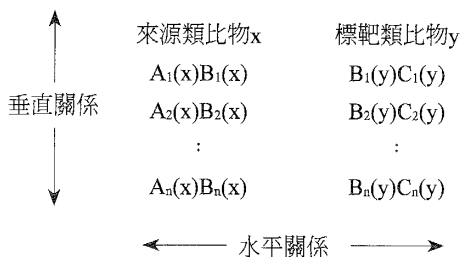 來源類比物x 標靶類比物y
A₁(x)B₁(x) B₁(y)C₁(y)
垂直關係 A₂(x)B₂(x) B₂(y)C₂(y)
: :
Aₙ(x)Bₙ(x) Bₙ(y)Cₙ(y)
水平關係